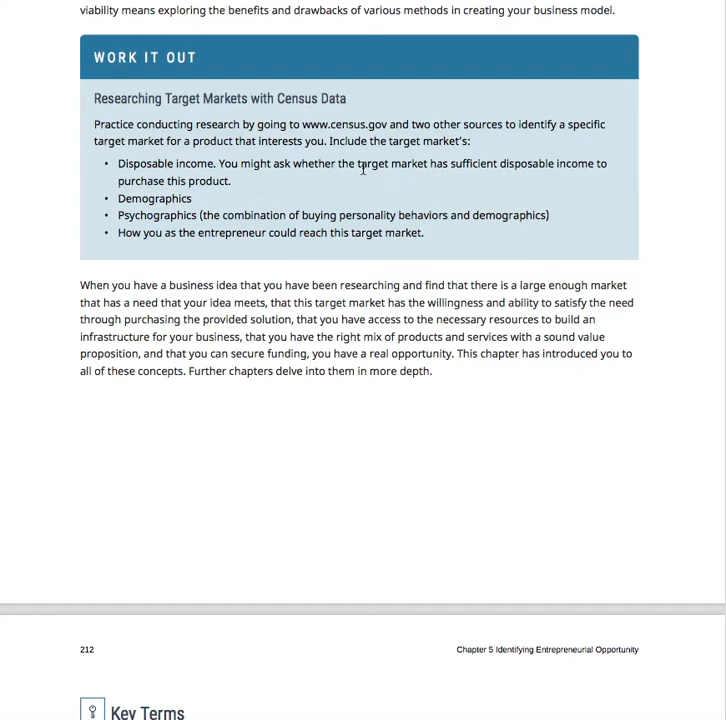 viability means exploring the benefits and drawbacks of various methods in creating your business model.
WORK IT OUT
Researching Target Markets with Census Data
Practice conducting research by going to www.census.gov and two other sources to identify a specific
target market for a product that interests you. Include the target market’s:
• Disposable income. You might ask whether the target market has sufficient disposable income to
purchase this product.
• Demographics
• Psychographics (the combination of buying personality behaviors and demographics)
• How you as the entrepreneur could reach this target market.
When you have a business idea that you have been researching and find that there is a large enough market
that has a need that your idea meets, that this target market has the willingness and ability to satisfy the need
through purchasing the provided solution, that you have access to the necessary resources to build an
infrastructure for your business, that you have the right mix of products and services with a sound value
proposition, and that you can secure funding, you have a real opportunity. This chapter has introduced you to
all of these concepts. Further chapters delve into them in more depth.
212 Chapter 5 Identifying Entrepreneurial Opportunity
Key Terms